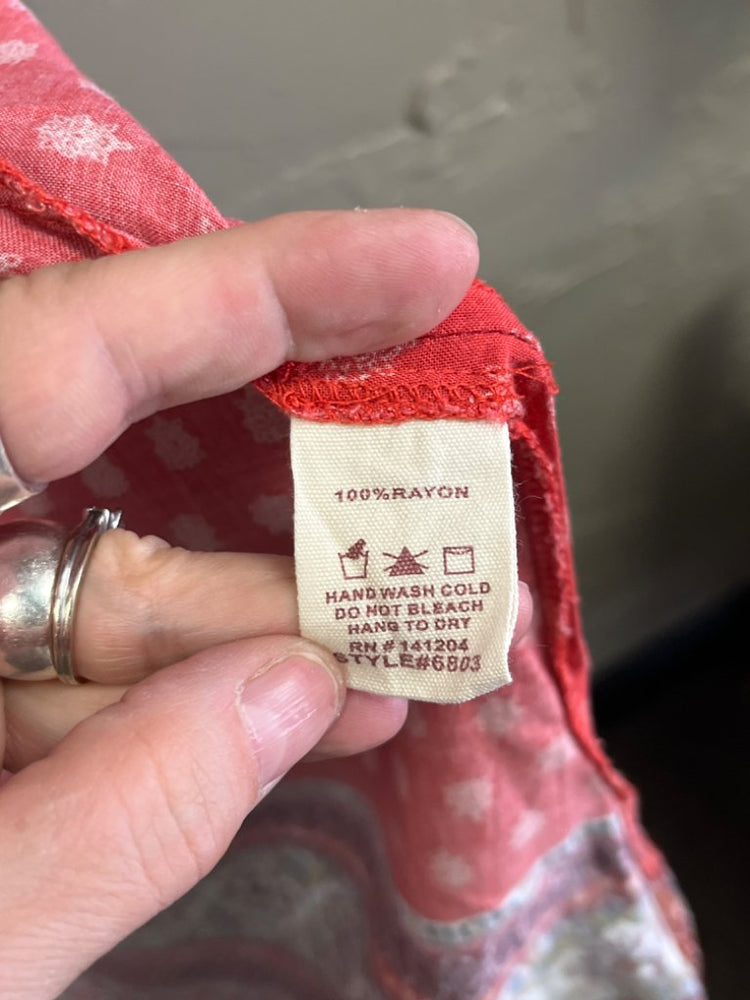 100%RAYON
HAND WASH COLD
DO NOT BLEACH
HANG TO DRY
RN # 141204
STYLE#6803